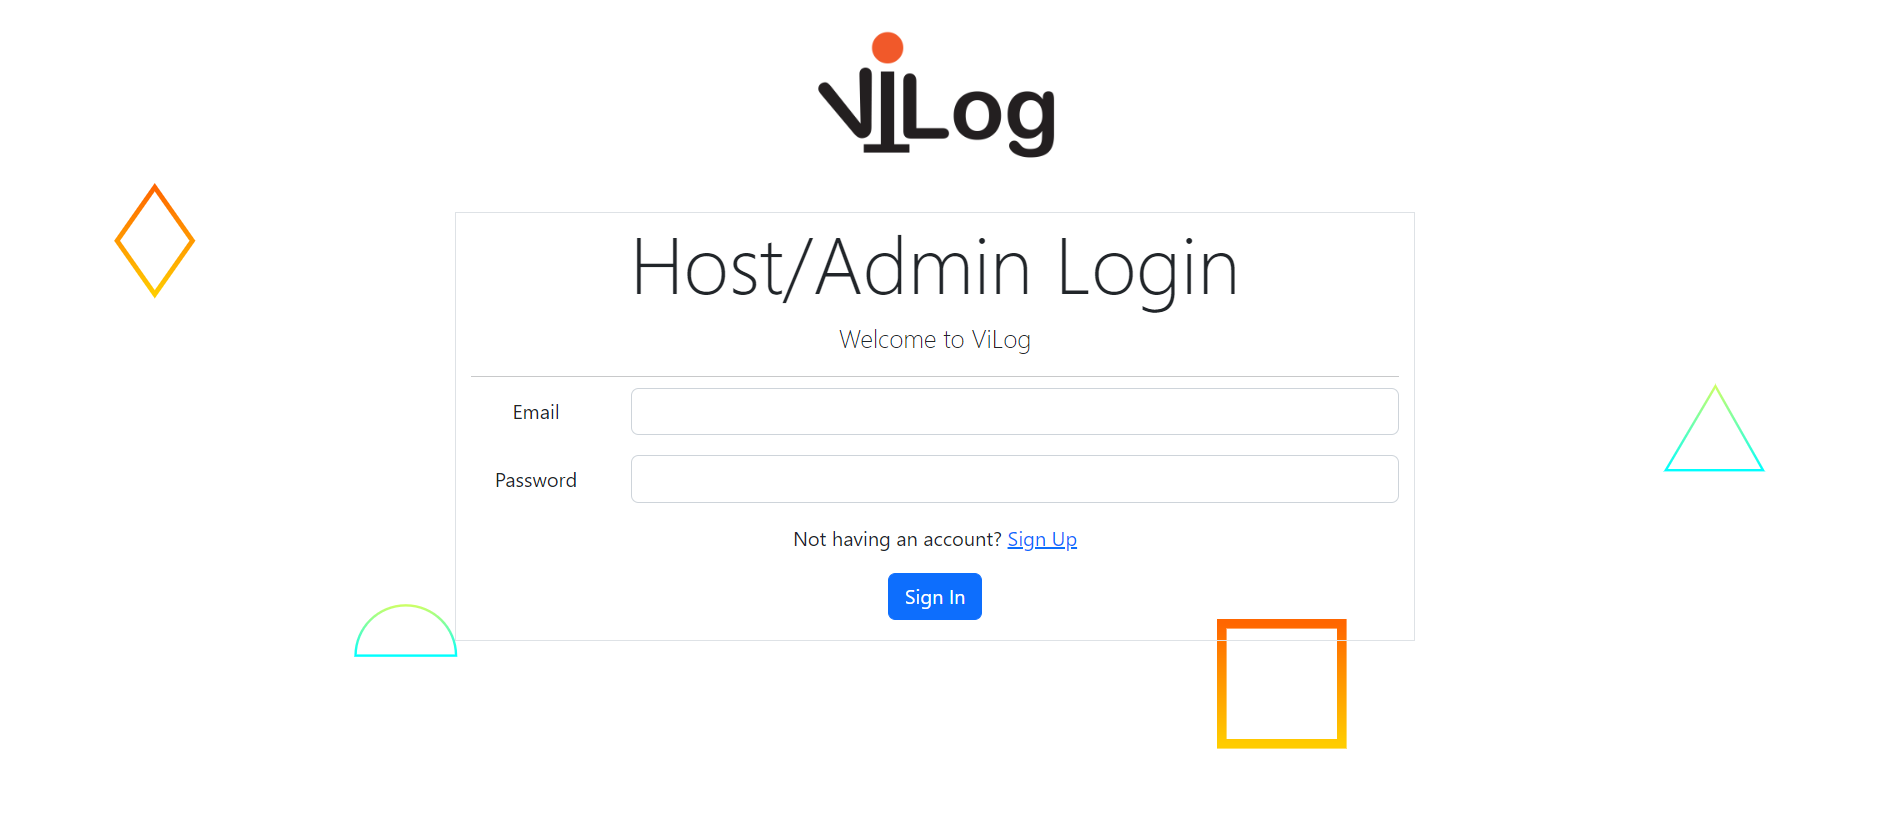 ViLog
Host/Admin Login
Welcome to ViLog
Email
Password
Not having an account? Sign Up
Sign In